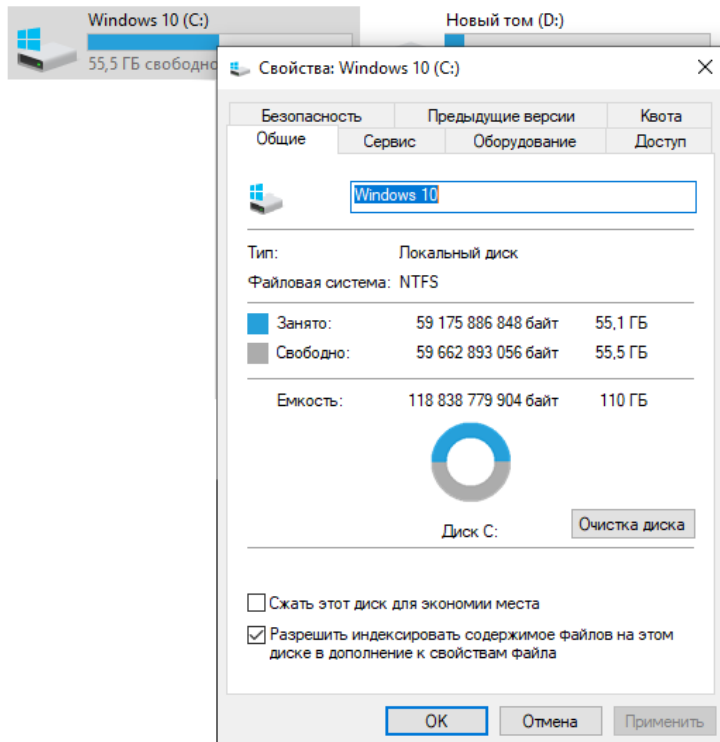 Windows 10 (C:)
Новый том (D:)
55,5 ГБ свободно
Свойства: Windows 10 (C:)
Безопасность Предыдущие версии Квота
Общие Сервис Оборудование Доступ
Windows 10
Тип: Локальный диск
Файловая система: NTFS
Занято: 59 175 886 848 байт 55,1 ГБ
Свободно: 59 662 893 056 байт 55,5 ГБ
Емкость: 118 838 779 904 байт 110 ГБ
Диск C:
Очистка диска
Сжать этот диск для экономии места
Разрешить индексировать содержимое файлов на этом
диске в дополнение к свойствам файла
OK Отмена Применить